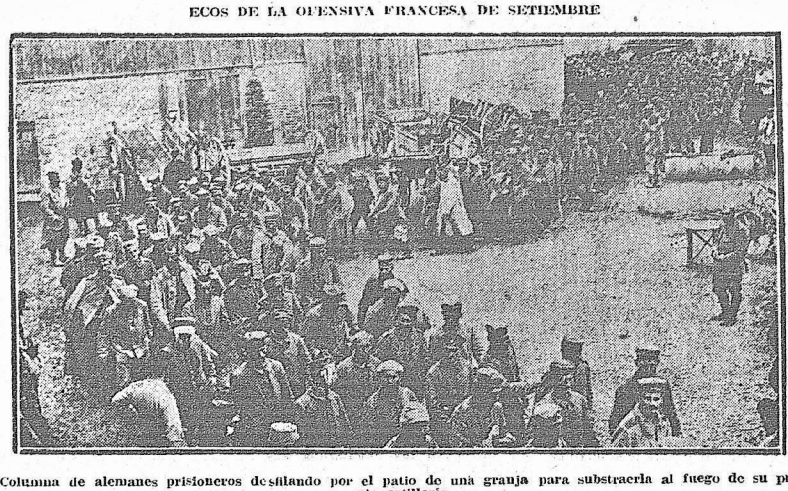 ECOS DE LA OFENSIVA FRANCESA DE SETIEMBRE
Columna de alemanes prisioneros desfilando por el patio de una granja para substraerla al fuego de su
artillería